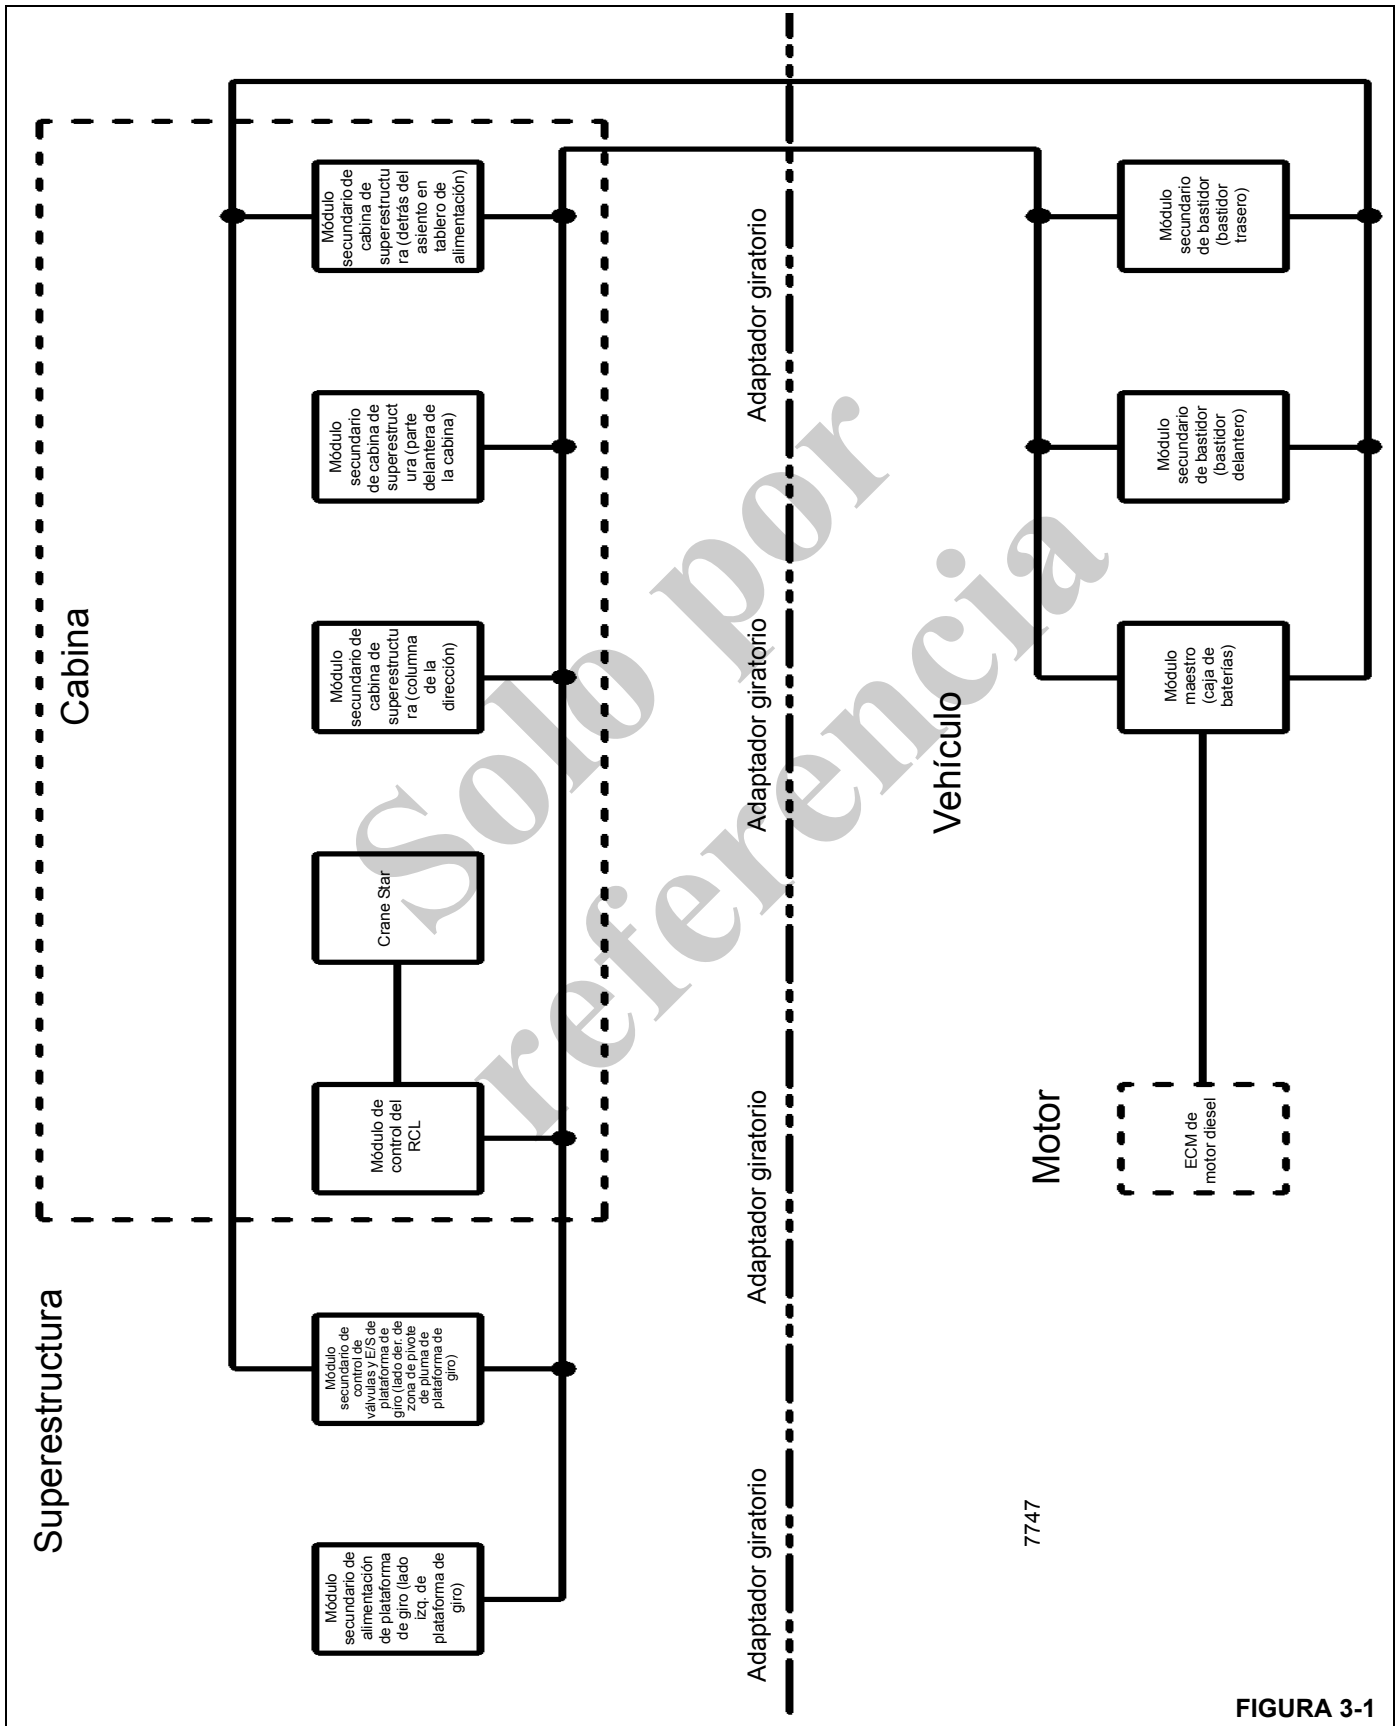 Superestructura
Cabina
Módulo
secundario de
alimentación
de plataforma
de giro (lado
izq. de
plataforma de
giro)
Módulo
secundario de
control de
válvulas y E/S de
plataforma de
giro (lado der. de
zona de pivote
de pluma de
plataforma de
giro)
Módulo de
control del
RCL
Crane Star
Módulo
secundario de
cabina de
superestructu
ra (columna
de la
dirección)
Módulo
secundario
de cabina de
superestruct
ura (parte
delantera de
la cabina)
Módulo
secundario de
cabina de
superestructu
ra (detrás del
asiento en
tablero de
alimentación)
Adaptador giratorio
Adaptador giratorio
Adaptador giratorio
Adaptador giratorio
Solo por
referencia
Vehículo
Motor
7747
ECM de
motor diesel
Módulo
maestro
(caja de
baterías)
Módulo
secundario
de bastidor
(bastidor
delantero)
Módulo
secundario
de bastidor
(bastidor
trasero)
FIGURA 3-1